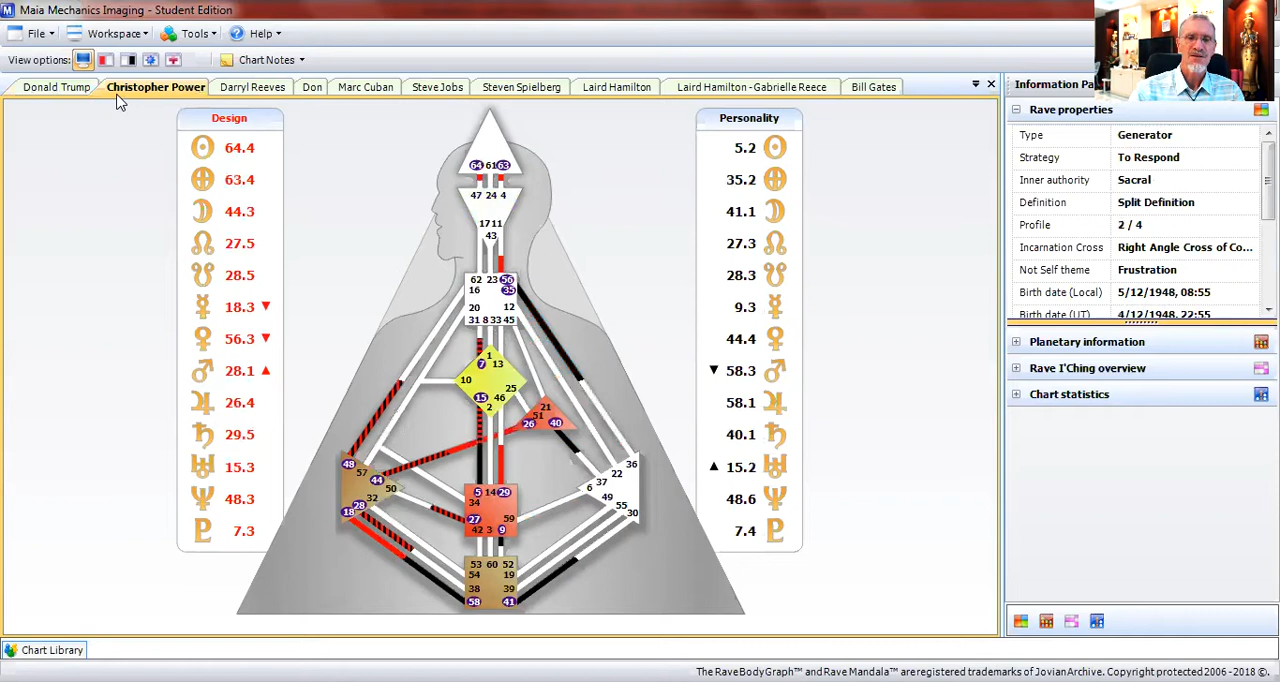 Maia Mechanics Imaging - Student Edition
File Workspace Tools Help
View options: Chart Notes
Donald Trump Christopher Power Darryl Reeves Don Mark Cuban Steve Jobs Steven Spielberg Laird Hamilton Laird Hamilton - Gabrielle Reece Bill Gates
Design
64.4
63.4
44.3
27.5
28.5
18.3
56.3
28.1
26.4
29.5
15.3
48.3
7.3
64 61 63
47 24 4
17 11
43
62 23 56
16 35
20 12
31 8 33 45
1
7 13
10 25
15 46
2
21
51
26 40
48
57
44
50
32
28
18
36
22
37
6
49
55
30
5 14 29
34
27 59
42 3 9
53 60 52
54 19
38 39
58 41
Personality
5.2
35.2
41.1
27.3
28.3
9.3
44.4
58.3
58.1
40.1
15.2
48.6
7.4
Information Pa
Rave properties
Type Generator
Strategy To Respond
Inner authority Sacral
Definition Split Definition
Profile 2 / 4
Incarnation Cross Right Angle Cross of Co...
Not Self theme Frustration
Birth date (Local) 5/12/1948, 08:55
Birth date (UT) 4/12/1948, 22:55
Planetary information
Rave I'Ching overview
Chart statistics
Chart Library
The RaveBodyGraph™ and Rave Mandala ™ are registered trademarks of JovianArchive. Copyright protected 2006 - 2018 ©.